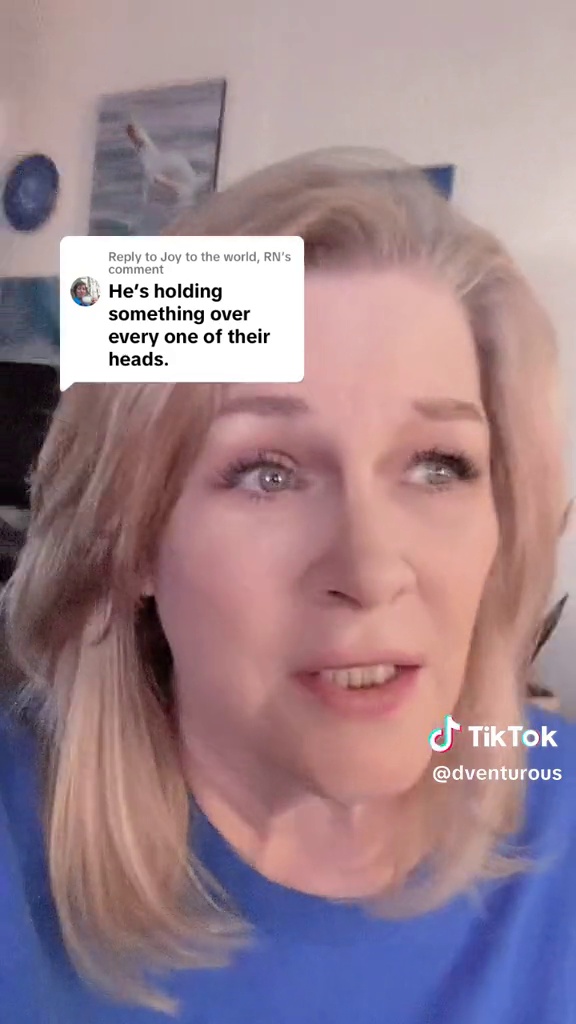 Reply to Joy to the world, RN's
comment
He's holding
something over
every one of their
heads.
TikTok
@dventurous